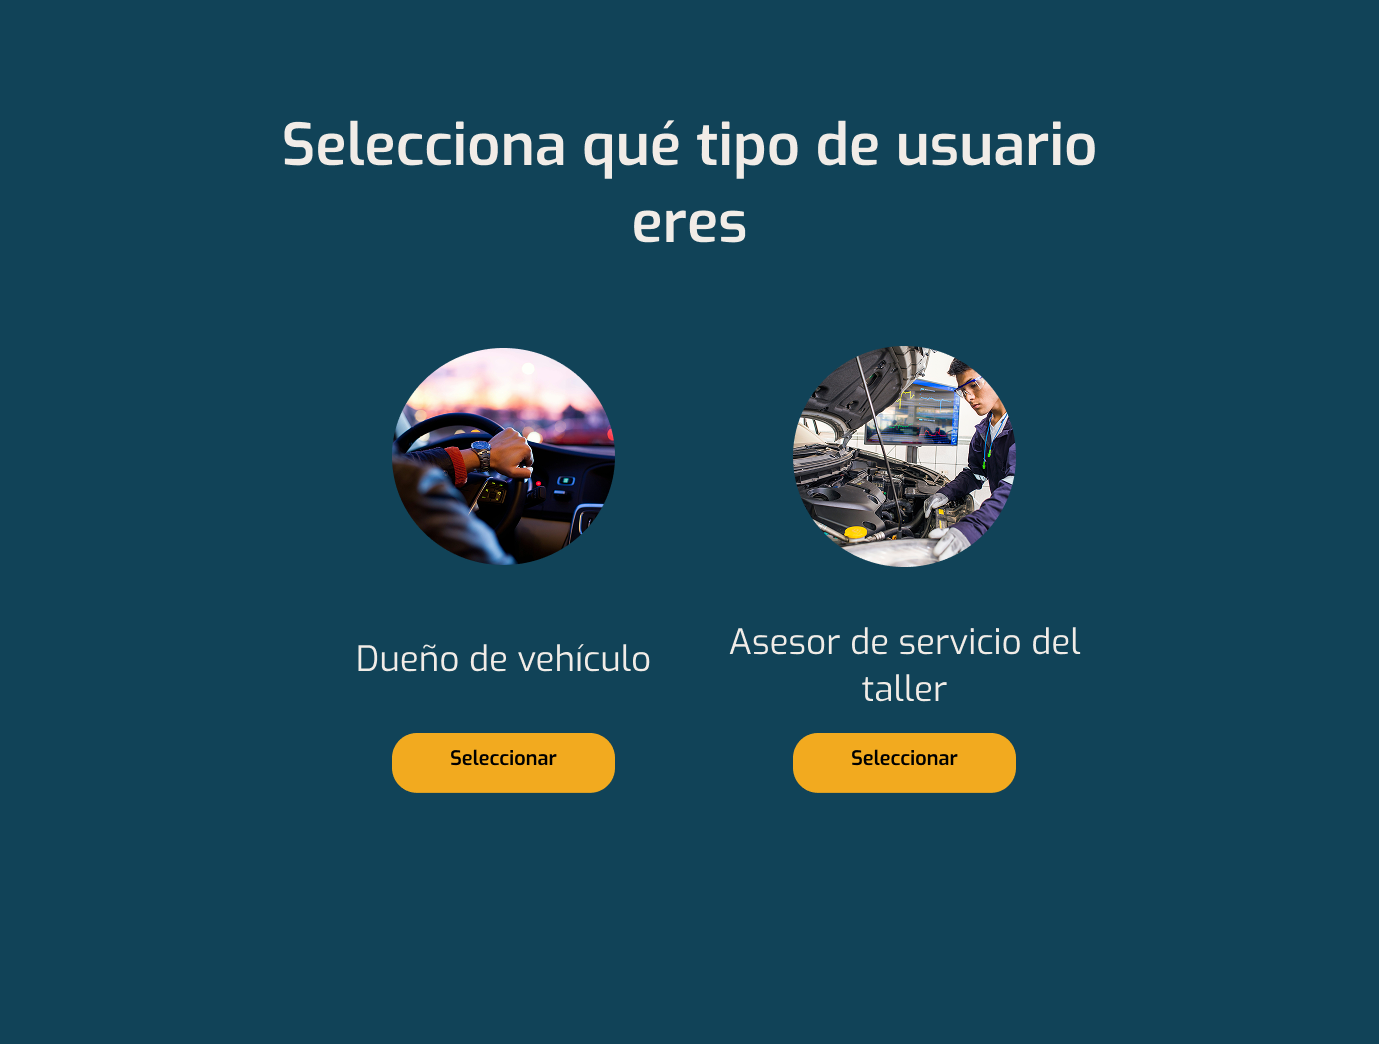 Selecciona qué tipo de usuario
eres
Dueño de vehículo
Asesor de servicio del
taller
Seleccionar
Seleccionar